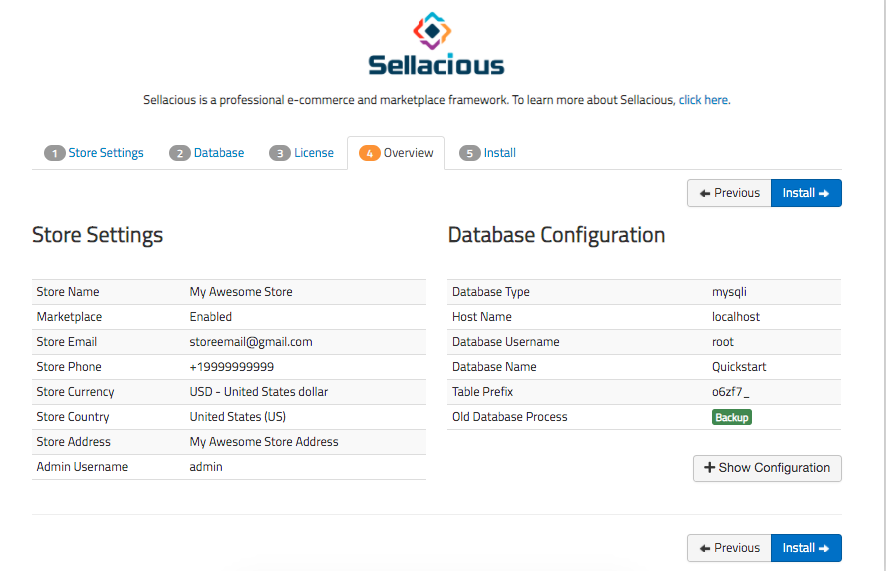 Sellacious
Sellacious is a professional e-commerce and marketplace framework. To learn more about Sellacious, click here.
1 Store Settings 2 Database 3 License 4 Overview 5 Install
Previous Install
Store Settings
Store Name My Awesome Store
Marketplace Enabled
Store Email storeemail@gmail.com
Store Phone +19999999999
Store Currency USD - United States dollar
Store Country United States (US)
Store Address My Awesome Store Address
Admin Username admin
Database Configuration
Database Type mysqli
Host Name localhost
Database Username root
Database Name Quickstart
Table Prefix o6zf7_
Old Database Process Backup
Show Configuration
Previous Install